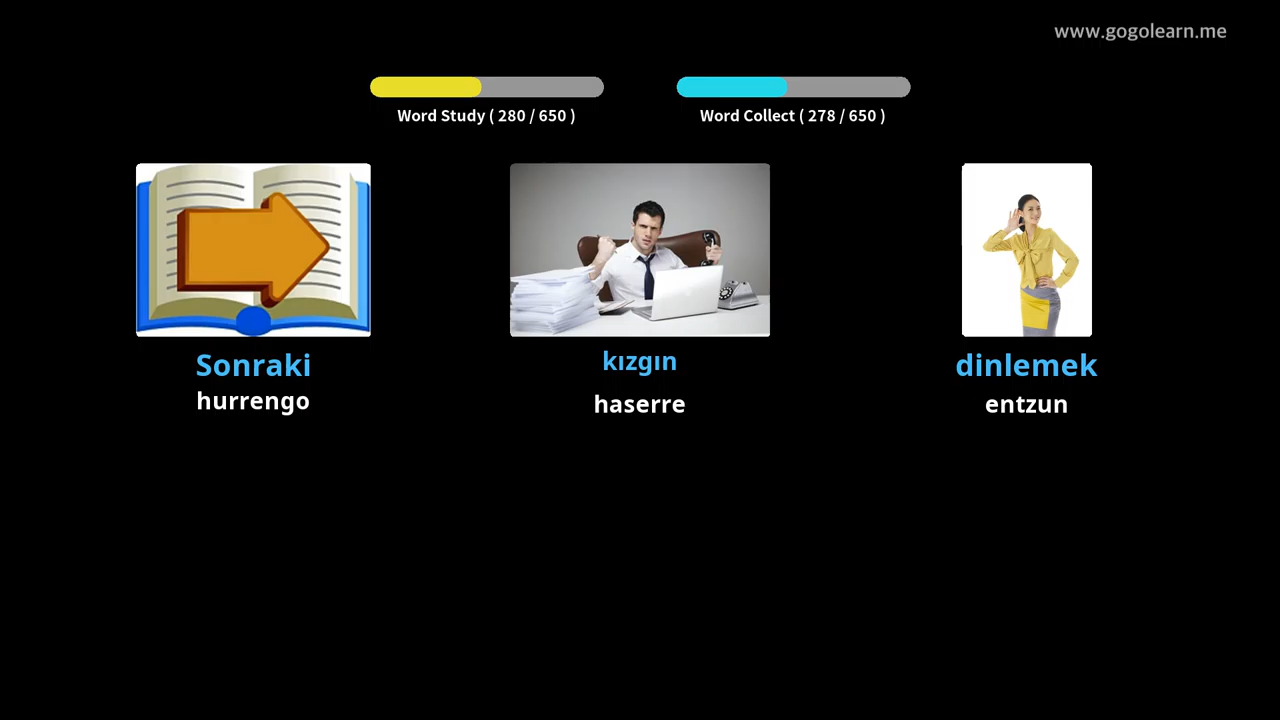 www.gogolearn.me
Word Study ( 280 / 650 )
Word Collect ( 278 / 650 )
Sonraki
hurrengo
kızgın
haserre
dinlemek
entzun